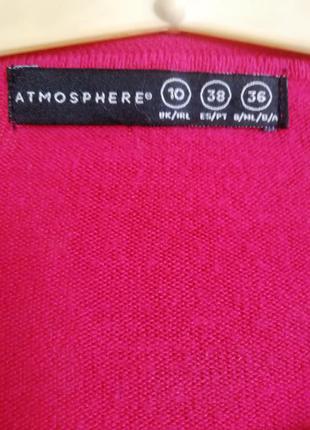 ATMOSPHERE® 10 38 36
UK/IRL ES/PT B/NL/D/A